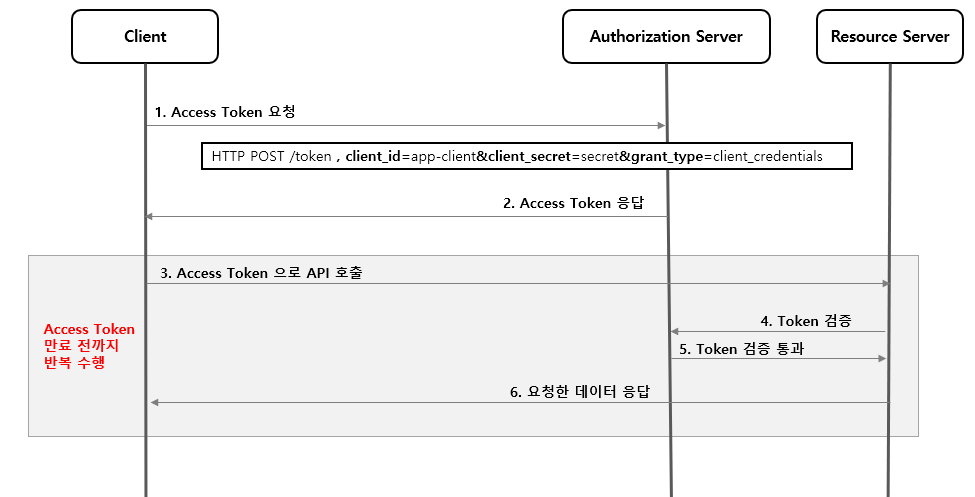 Client
Authorization Server
Resource Server
1. Access Token 요청
HTTP POST /token , client_id=app-client&client_secret=secret&grant_type=client_credentials
2. Access Token 응답
3. Access Token 으로 API 호출
Access Token
만료 전까지
반복 수행
4. Token 검증
5. Token 검증 통과
6. 요청한 데이터 응답